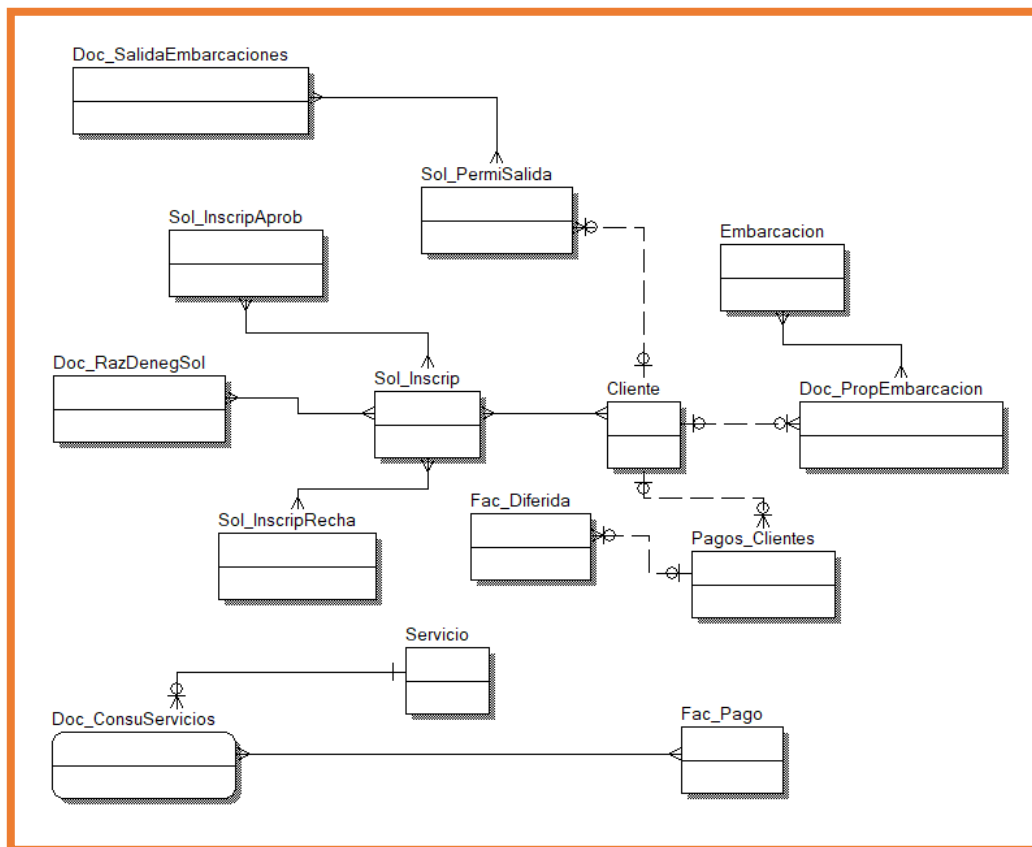 Doc_SalidaEmbarcaciones
Sol_PermiSalida
Sol_InscripAprob
Embarcacion
Doc_RazDenegSol
Sol_Inscrip
Cliente
Doc_PropEmbarcacion
Sol_InscripRecha
Fac_Diferida
Pagos_Clientes
Servicio
Doc_ConsuServicios
Fac_Pago